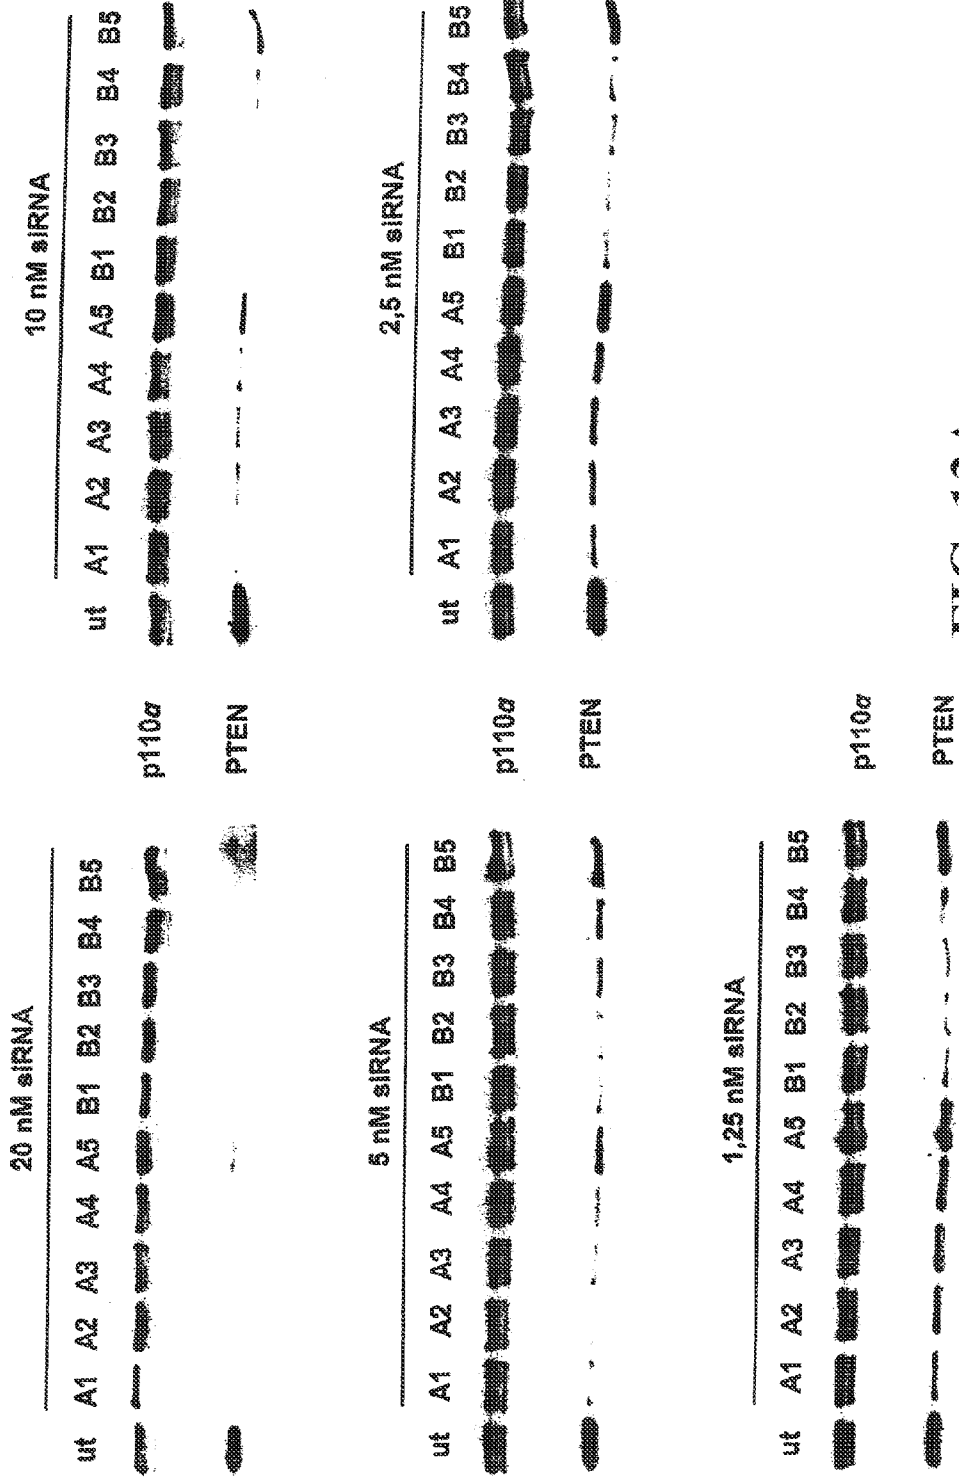 20 nM siRNA
ut A1 A2 A3 A4 A5 B1 B2 B3 B4 B5
p110α
PTEN
10 nM siRNA
ut A1 A2 A3 A4 A5 B1 B2 B3 B4 B5
5 nM siRNA
ut A1 A2 A3 A4 A5 B1 B2 B3 B4 B5
p110α
PTEN
2,5 nM siRNA
ut A1 A2 A3 A4 A5 B1 B2 B3 B4 B5
1,25 nM siRNA
ut A1 A2 A3 A4 A5 B1 B2 B3 B4 B5
p110α
PTEN